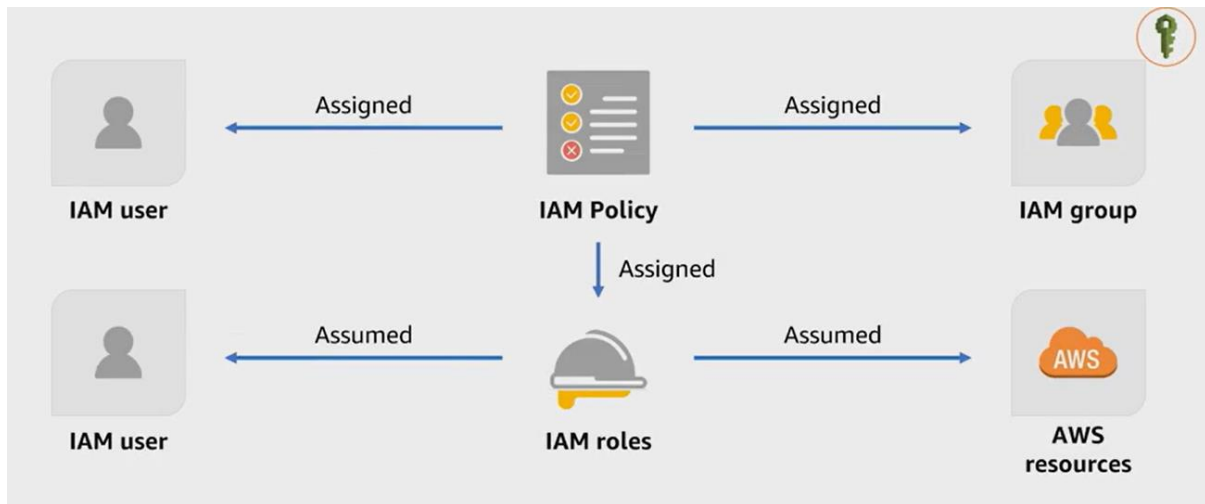 Assigned
Assigned
IAM user
IAM Policy
IAM group
Assigned
Assumed
Assumed
AWS
IAM user
IAM roles
AWS
resources